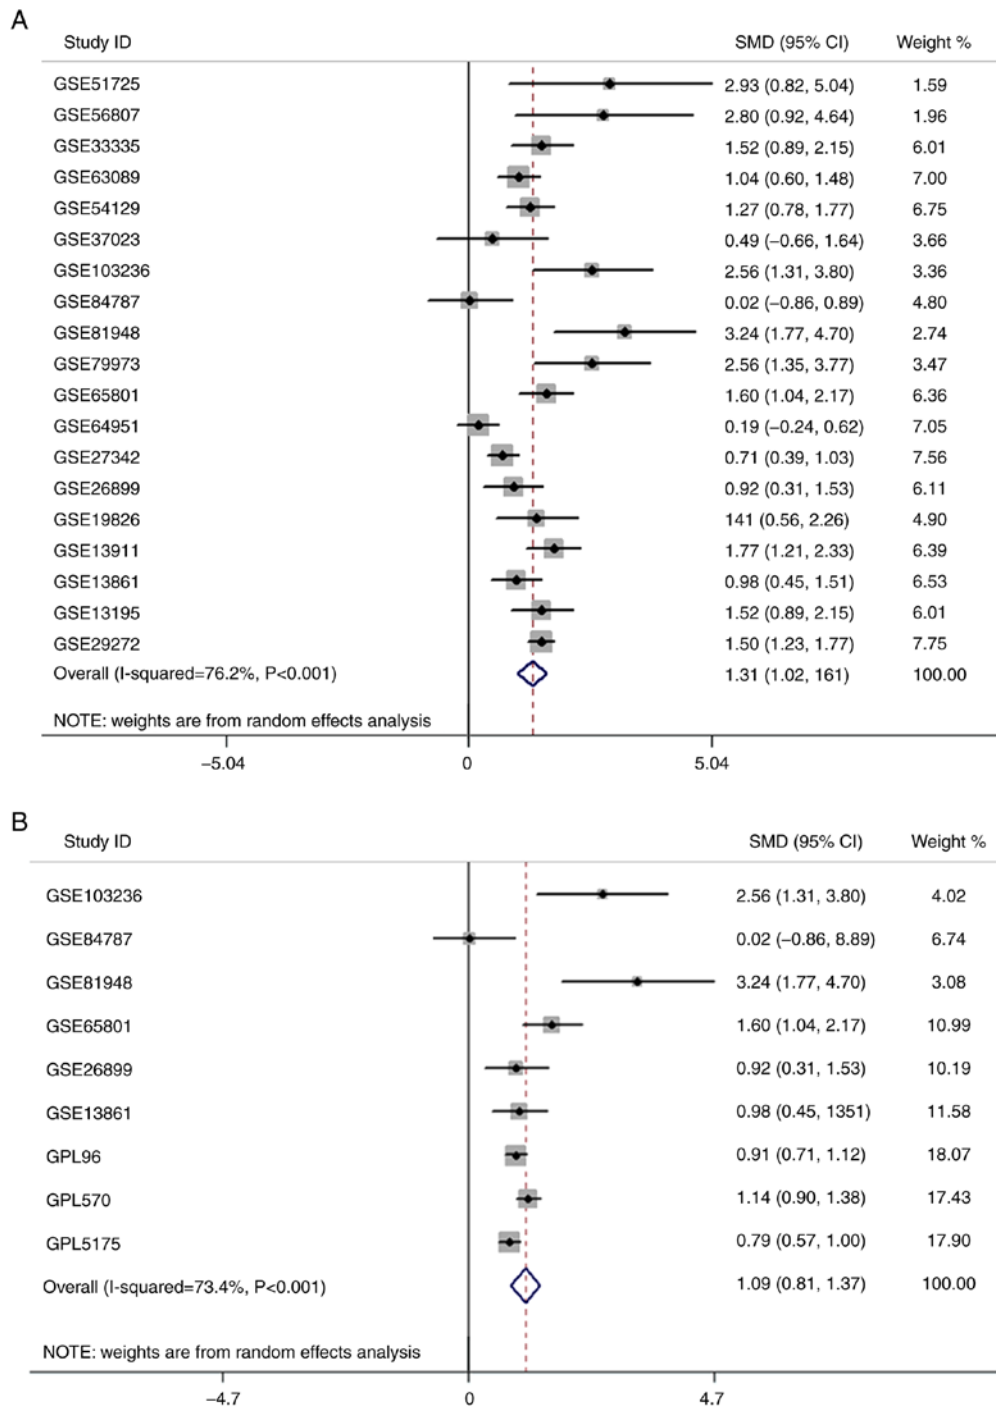 A
Study ID SMD (95% CI) Weight %
GSE51725 2.93 (0.82, 5.04) 1.59
GSE56807 2.80 (0.92, 4.64) 1.96
GSE33335 1.52 (0.89, 2.15) 6.01
GSE63089 1.04 (0.60, 1.48) 7.00
GSE54129 1.27 (0.78, 1.77) 6.75
GSE37023 0.49 (−0.66, 1.64) 3.66
GSE103236 2.56 (1.31, 3.80) 3.36
GSE84787 0.02 (−0.86, 0.89) 4.80
GSE81948 3.24 (1.77, 4.70) 2.74
GSE79973 2.56 (1.35, 3.77) 3.47
GSE65801 1.60 (1.04, 2.17) 6.36
GSE64951 0.19 (−0.24, 0.62) 7.05
GSE27342 0.71 (0.39, 1.03) 7.56
GSE26899 0.92 (0.31, 1.53) 6.11
GSE19826 141 (0.56, 2.26) 4.90
GSE13911 1.77 (1.21, 2.33) 6.39
GSE13861 0.98 (0.45, 1.51) 6.53
GSE13195 1.52 (0.89, 2.15) 6.01
GSE29272 1.50 (1.23, 1.77) 7.75
Overall (I-squared=76.2%, P<0.001) 1.31 (1.02, 161) 100.00
NOTE: weights are from random effects analysis
−5.04 0 5.04
B
Study ID SMD (95% CI) Weight %
GSE103236 2.56 (1.31, 3.80) 4.02
GSE84787 0.02 (−0.86, 8.89) 6.74
GSE81948 3.24 (1.77, 4.70) 3.08
GSE65801 1.60 (1.04, 2.17) 10.99
GSE26899 0.92 (0.31, 1.53) 10.19
GSE13861 0.98 (0.45, 1351) 11.58
GPL96 0.91 (0.71, 1.12) 18.07
GPL570 1.14 (0.90, 1.38) 17.43
GPL5175 0.79 (0.57, 1.00) 17.90
Overall (I-squared=73.4%, P<0.001) 1.09 (0.81, 1.37) 100.00
NOTE: weights are from random effects analysis
−4.7 0 4.7